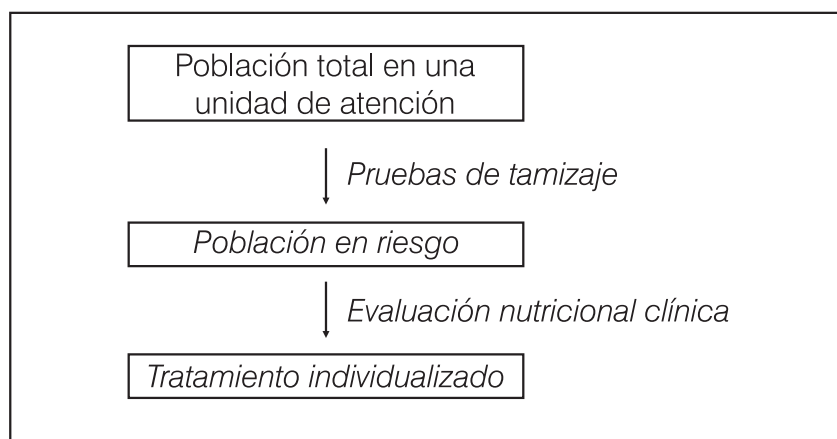 Población total en una
unidad de atención
Pruebas de tamizaje
Población en riesgo
Evaluación nutricional clínica
Tratamiento individualizado